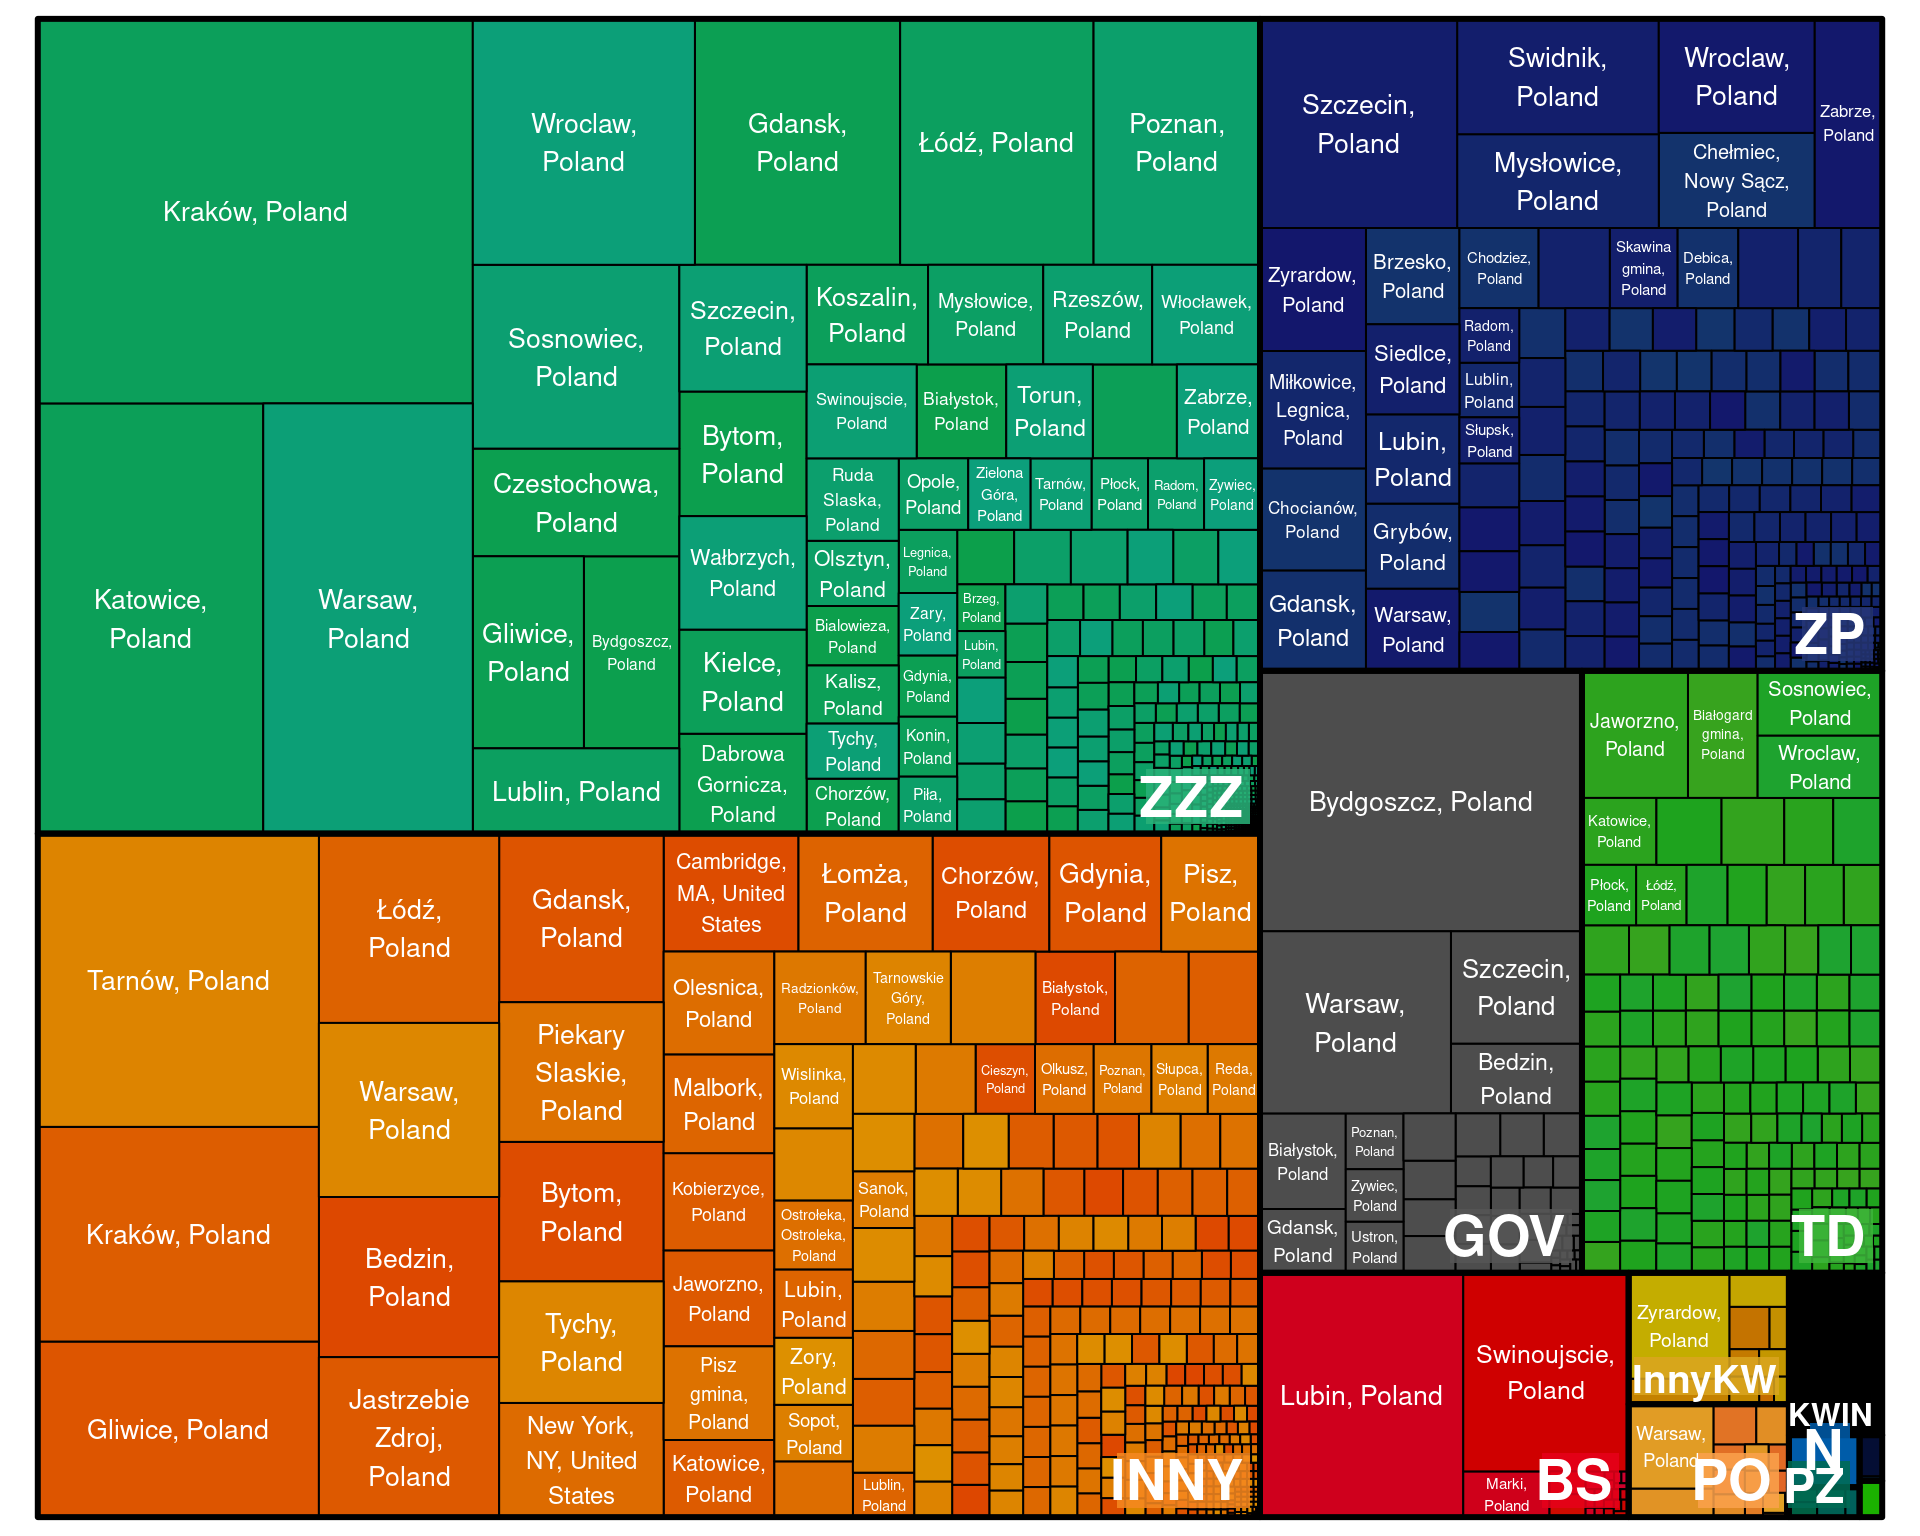 Kraków, Poland
Wroclaw,
Poland
Gdansk,
Poland
Łódź, Poland
Poznan,
Poland
Katowice,
Poland
Warsaw,
Poland
Sosnowiec,
Poland
Czestochowa,
Poland
Gliwice,
Poland
Bydgoszcz,
Poland
Lublin, Poland
Szczecin,
Poland
Bytom,
Poland
Wałbrzych,
Poland
Kielce,
Poland
Dabrowa
Gornicza,
Poland
Koszalin,
Poland
Mysłowice,
Poland
Rzeszów,
Poland
Włocławek,
Poland
Swinoujscie,
Poland
Białystok,
Poland
Torun,
Poland
Zabrze,
Poland
Ruda
Slaska,
Poland
Olsztyn,
Poland
Bialowieza,
Poland
Kalisz,
Poland
Tychy,
Poland
Chorzów,
Poland
Opole,
Poland
Zielona
Góra,
Poland
Tarnów,
Poland
Płock,
Poland
Radom,
Poland
Zywiec,
Poland
Legnica,
Poland
Zary,
Poland
Gdynia,
Poland
Konin,
Poland
Piła,
Poland
Brzeg,
Poland
Lubin,
Poland
ZZZ
Szczecin,
Poland
Swidnik,
Poland
Wroclaw,
Poland
Zabrze,
Poland
Mysłowice,
Poland
Chełmiec,
Nowy Sącz,
Poland
Zyrardow,
Poland
Brzesko,
Poland
Chodziez,
Poland
Skawina
gmina,
Poland
Debica,
Poland
Miłkowice,
Legnica,
Poland
Siedlce,
Poland
Radom,
Poland
Lublin,
Poland
Słupsk,
Poland
Lubin,
Poland
Chocianów,
Poland
Grybów,
Poland
Gdansk,
Poland
Warsaw,
Poland
ZP
Tarnów, Poland
Kraków, Poland
Gliwice, Poland
Łódź,
Poland
Warsaw,
Poland
Bedzin,
Poland
Jastrzebie
Zdroj,
Poland
Gdansk,
Poland
Piekary
Slaskie,
Poland
Bytom,
Poland
Tychy,
Poland
New York,
NY, United
States
Cambridge,
MA, United
States
Łomża,
Poland
Chorzów,
Poland
Gdynia,
Poland
Pisz,
Poland
Olesnica,
Poland
Malbork,
Poland
Kobierzyce,
Poland
Jaworzno,
Poland
Pisz
gmina,
Poland
Katowice,
Poland
Radzionków,
Poland
Tarnowskie
Góry,
Poland
Białystok,
Poland
Wislinka,
Poland
Cieszyn,
Poland
Olkusz,
Poland
Poznan,
Poland
Słupca,
Poland
Reda,
Poland
Ostrołeka,
Ostroleka,
Poland
Sanok,
Poland
Lubin,
Poland
Zory,
Poland
Sopot,
Poland
Lublin,
Poland
INNY
Bydgoszcz, Poland
Warsaw,
Poland
Szczecin,
Poland
Bedzin,
Poland
Białystok,
Poland
Gdansk,
Poland
Poznan,
Poland
Zywiec,
Poland
Ustron,
Poland
GOV
Jaworzno,
Poland
Białogard
gmina,
Poland
Sosnowiec,
Poland
Wroclaw,
Poland
Katowice,
Poland
Płock,
Poland
Łódź,
Poland
TD
Lubin, Poland
Swinoujscie,
Poland
Marki,
Poland
BS
Zyrardow,
Poland
InnyKW
Warsaw,
Poland
PO
KWIN
N
PZ